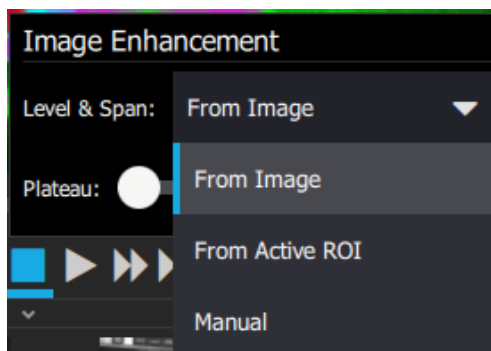 Image Enhancement
Level & Span: From Image
From Image
Plateau:
From Active ROI
Manual